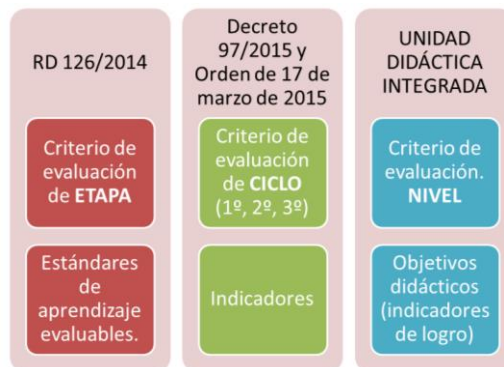 RD 126/2014
Criterio de
evaluación
de ETAPA
Estándares
de
aprendizaje
evaluables.
Decreto
97/2015 y
Orden de 17 de
marzo de 2015
Criterio de
evaluación
de CICLO
(1º, 2º, 3º)
Indicadores
UNIDAD
DIDÁCTICA
INTEGRADA
Criterio de
evaluación.
NIVEL
Objetivos
didácticos
(indicadores
de logro)